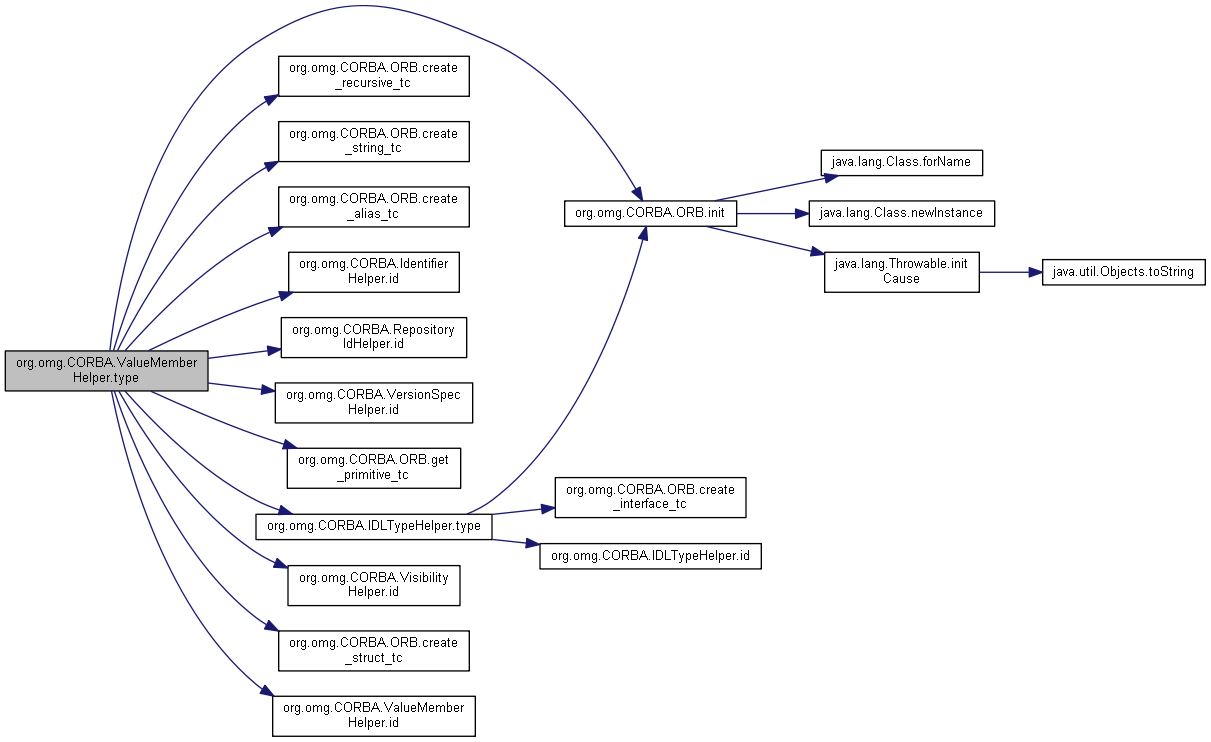 org.omg.CORBA.ValueMember
Helper.type
org.omg.CORBA.ORB.create
_recursive_tc
org.omg.CORBA.ORB.create
_string_tc
org.omg.CORBA.ORB.create
_alias_tc
org.omg.CORBA.Identifier
Helper.id
org.omg.CORBA.Repository
IdHelper.id
org.omg.CORBA.VersionSpec
Helper.id
org.omg.CORBA.ORB.get
_primitive_tc
org.omg.CORBA.IDLTypeHelper.type
org.omg.CORBA.Visibility
Helper.id
org.omg.CORBA.ORB.create
_struct_tc
org.omg.CORBA.ValueMember
Helper.id
org.omg.CORBA.ORB.init
org.omg.CORBA.ORB.create
_interface_tc
org.omg.CORBA.IDLTypeHelper.id
java.lang.Class.forName
java.lang.Class.newInstance
java.lang.Throwable.init
Cause
java.util.Objects.toString